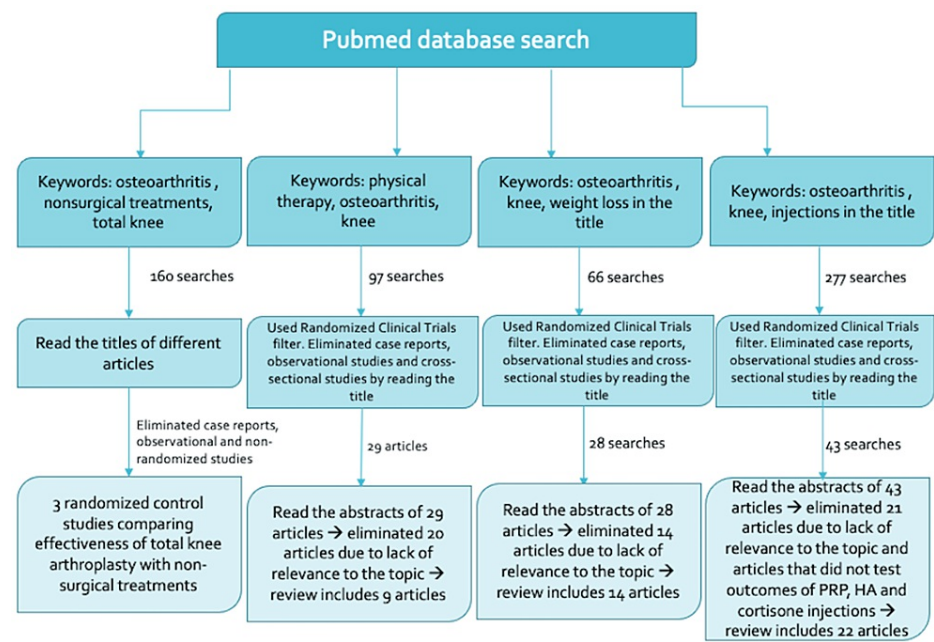 Pubmed database search
Keywords: osteoarthritis ,
nonsurgical treatments,
total knee
Keywords: physical
therapy, osteoarthritis,
knee
Keywords: osteoarthritis ,
knee, weight loss in the
title
Keywords: osteoarthritis ,
knee, injections in the title
160 searches
97 searches
66 searches
277 searches
Read the titles of different
articles
Used Randomized Clinical Trials
filter. Eliminated case reports,
observational studies and cross-
sectional studies by reading the
title
Used Randomized Clinical Trials
filter. Eliminated case reports,
observational studies and cross-
sectional studies by reading the
title
Used Randomized Clinical Trials
filter. Eliminated case reports,
observational studies and cross-
sectional studies by reading the
title
Eliminated case reports,
observational and non-
randomized studies
29 articles
28 searches
43 searches
3 randomized control
studies comparing
effectiveness of total knee
arthroplasty with non-
surgical treatments
Read the abstracts of 29
articles → eliminated 20
articles due to lack of
relevance to the topic →
review includes 9 articles
Read the abstracts of 28
articles → eliminated 14
articles due to lack of
relevance to the topic →
review includes 14 articles
Read the abstracts of 43
articles → eliminated 21
articles due to lack of
relevance to the topic and
articles that did not test
outcomes of PRP, HA and
cortisone injections →
review includes 22 articles